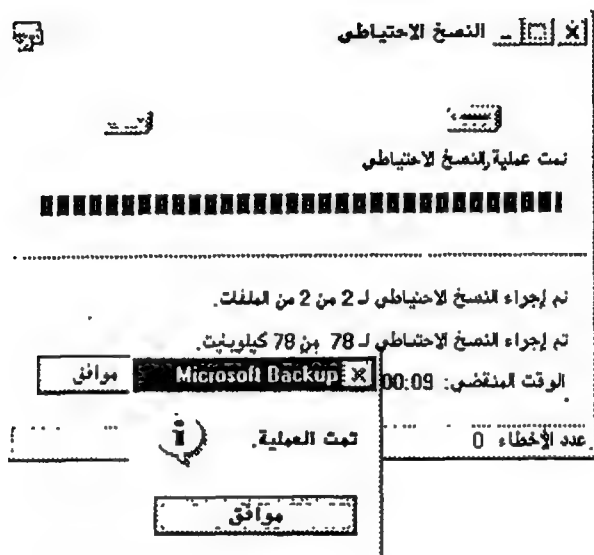 النسخ الاحتياطي
تمت عملية النسخ الاحتياطي
تم إجراء النسخ الاحتياطي لـ 2 من 2 من الملفات.
تم إجراء النسخ الاحتياطي لـ 78 من 78 كيلوبايت.
الوقت المنقضي: 00:09
موافق
عدد الأخطاء 0
Microsoft Backup
تمت العملية.
موافق